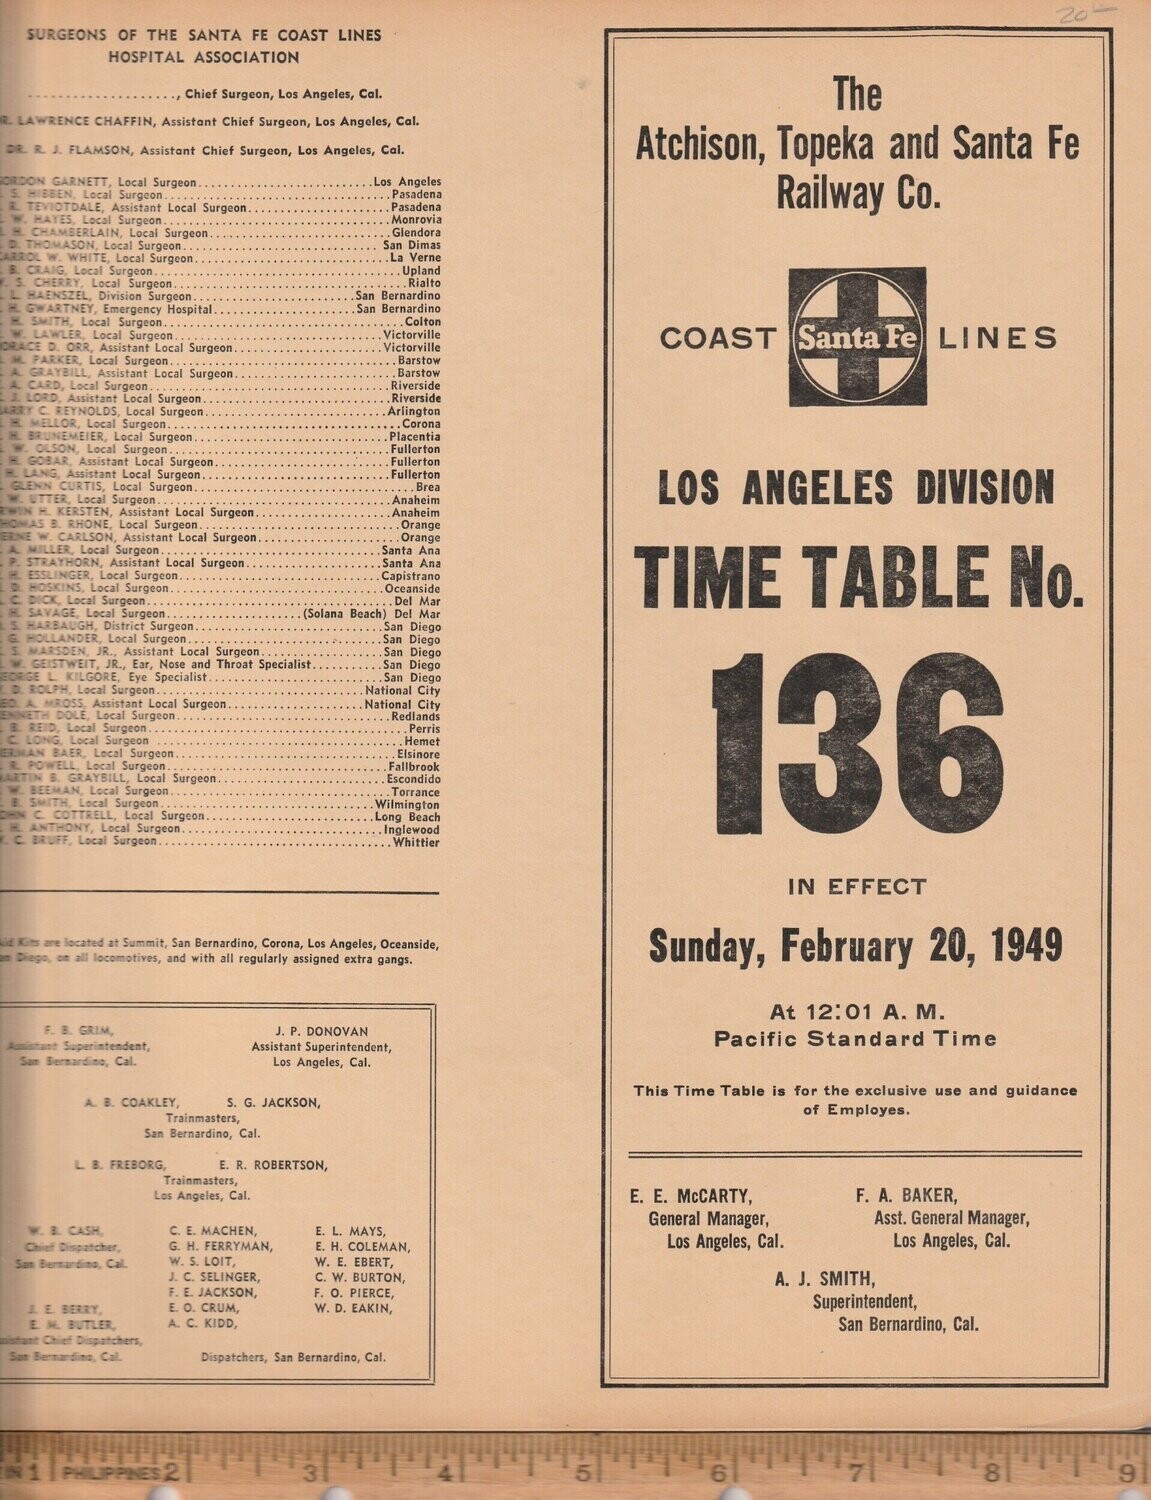 SURGEONS OF THE SANTA FE COAST LINES
HOSPITAL ASSOCIATION
...................., Chief Surgeon, Los Angeles, Cal.
R. LAWRENCE CHAFFIN, Assistant Chief Surgeon, Los Angeles, Cal.
DR. R. J. FLAMSON, Assistant Chief Surgeon, Los Angeles, Cal.
ORDON GARNETT, Local Surgeon............................Los Angeles
S. HIBBEN, Local Surgeon............................Pasadena
R. TEVIOTDALE, Assistant Local Surgeon............................Pasadena
W. HAYES, Local Surgeon............................Monrovia
H. CHAMBERLAIN, Local Surgeon............................Glendora
D. THOMASON, Local Surgeon............................San Dimas
ARROL W. WHITE, Local Surgeon............................La Verne
B. CRAIG, Local Surgeon............................Upland
S. CHERRY, Local Surgeon............................Rialto
L. HAENSZEL, Division Surgeon............................San Bernardino
H. GWARTNEY, Emergency Hospital............................San Bernardino
H. SMITH, Local Surgeon............................Colton
W. LAWLER, Local Surgeon............................Victorville
ORACE D. ORR, Assistant Local Surgeon............................Victorville
M. PARKER, Local Surgeon............................Barstow
A. GRAYBILL, Assistant Local Surgeon............................Barstow
A. CARD, Local Surgeon............................Riverside
J. LORD, Assistant Local Surgeon............................Riverside
ARRY C. REYNOLDS, Local Surgeon............................Arlington
H. MELLOR, Local Surgeon............................Corona
H. BRUNEMEIER, Local Surgeon............................Placentia
W. OLSON, Local Surgeon............................Fullerton
H. GOBAR, Assistant Local Surgeon............................Fullerton
H. LANG, Assistant Local Surgeon............................Fullerton
GLENN CURTIS, Local Surgeon............................Brea
W. UTTER, Local Surgeon............................Anaheim
RWIN H. KERSTEN, Assistant Local Surgeon............................Anaheim
HOMAS B. RHONE, Local Surgeon............................Orange
ERNE W. CARLSON, Assistant Local Surgeon............................Orange
A. MILLER, Local Surgeon............................Santa Ana
P. STRAYHORN, Assistant Local Surgeon............................Santa Ana
H. ESSLINGER, Local Surgeon............................Capistrano
D. HOSKINS, Local Surgeon............................Oceanside
C. DICK, Local Surgeon............................Del Mar
H. SAVAGE, Local Surgeon....................(Solana Beach) Del Mar
S. HARBAUGH, District Surgeon............................San Diego
G. HOLLANDER, Local Surgeon............................San Diego
S. MARSDEN, JR., Assistant Local Surgeon............................San Diego
W. GEISTWEIT, JR., Ear, Nose and Throat Specialist..........San Diego
EORGE L. KILGORE, Eye Specialist............................San Diego
D. ROLPH, Local Surgeon............................National City
EO. A. MROSS, Assistant Local Surgeon............................National City
ENNETH DOLE, Local Surgeon............................Redlands
B. REID, Local Surgeon............................Perris
C. LONG, Local Surgeon............................Hemet
ERMAN BAER, Local Surgeon............................Elsinore
R. POWELL, Local Surgeon............................Fallbrook
ARTIN B. GRAYBILL, Local Surgeon............................Escondido
W. BEEMAN, Local Surgeon............................Torrance
B. SMITH, Local Surgeon............................Wilmington
OHN C. COTTRELL, Local Surgeon............................Long Beach
H. ANTHONY, Local Surgeon............................Inglewood
C. BRUFF, Local Surgeon............................Whittier
id Kits are located at Summit, San Bernardino, Corona, Los Angeles, Oceanside,
an Diego, on all locomotives, and with all regularly assigned extra gangs.
F. B. GRIM, J. P. DONOVAN
Assistant Superintendent, Assistant Superintendent,
San Bernardino, Cal. Los Angeles, Cal.
A. B. COAKLEY, S. G. JACKSON,
Trainmasters,
San Bernardino, Cal.
L. B. FREBORG, E. R. ROBERTSON,
Trainmasters,
Los Angeles, Cal.
W. B. CASH, C. E. MACHEN, E. L. MAYS,
Chief Dispatcher, G. H. FERRYMAN, E. H. COLEMAN,
San Bernardino, Cal. W. S. LOIT, W. E. EBERT,
J. C. SELINGER, C. W. BURTON,
F. E. JACKSON, F. O. PIERCE,
J. E. BERRY, E. O. CRUM, W. D. EAKIN,
E. M. BUTLER, A. C. KIDD,
ssistant Chief Dispatchers,
San Bernardino, Cal. Dispatchers, San Bernardino, Cal.
20
The
Atchison, Topeka and Santa Fe
Railway Co.
COAST Santa Fe LINES
LOS ANGELES DIVISION
TIME TABLE No.
136
IN EFFECT
Sunday, February 20, 1949
At 12:01 A. M.
Pacific Standard Time
This Time Table is for the exclusive use and guidance
of Employes.
E. E. McCARTY, F. A. BAKER,
General Manager, Asst. General Manager,
Los Angeles, Cal. Los Angeles, Cal.
A. J. SMITH,
Superintendent,
San Bernardino, Cal.
IN 1 PHILIPPINES 2 3 4 5 6 7 8 9